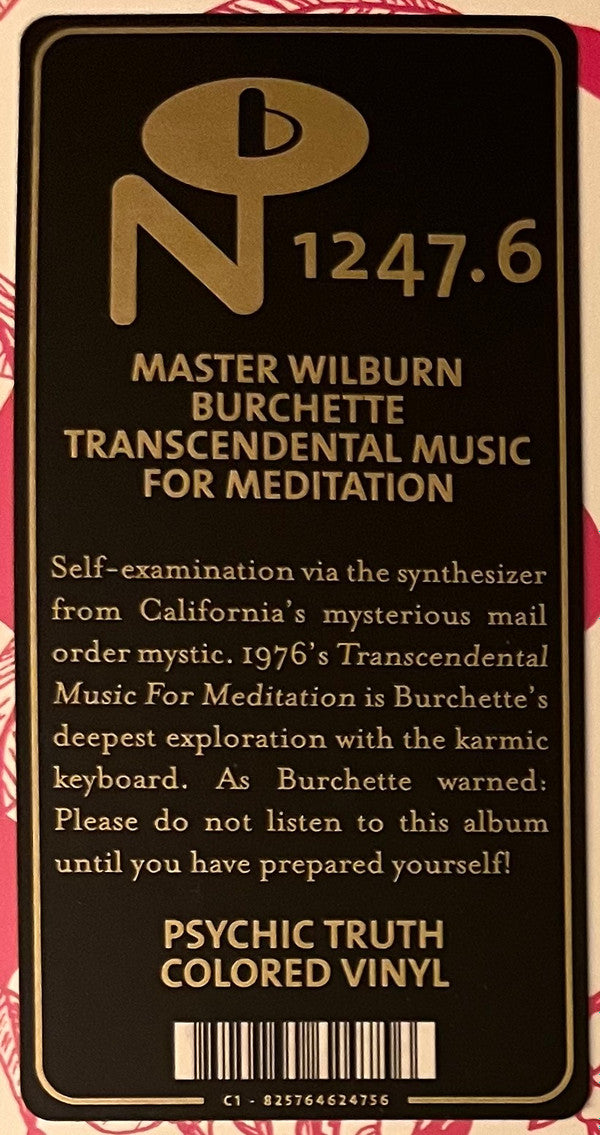 N b
1247.6
MASTER WILBURN
BURCHETTE
TRANSCENDENTAL MUSIC
FOR MEDITATION
Self-examination via the synthesizer
from California's mysterious mail
order mystic. 1976's Transcendental
Music For Meditation is Burchette's
deepest exploration with the karmic
keyboard. As Burchette warned:
Please do not listen to this album
until you have prepared yourself!
PSYCHIC TRUTH
COLORED VINYL
C1 - 825764624756